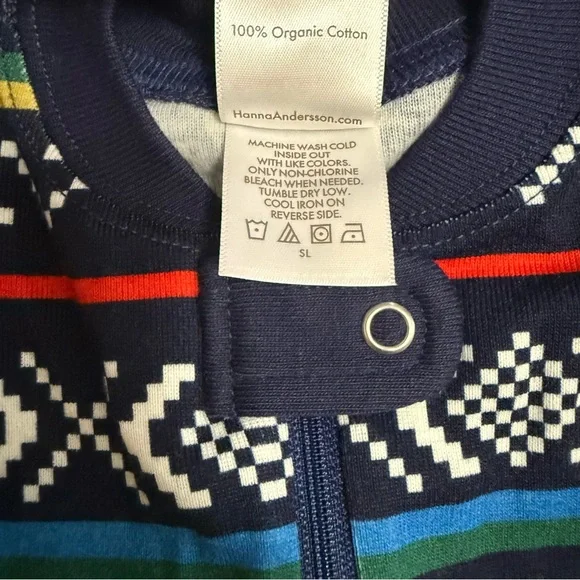 100% Organic Cotton
HannaAndersson.com
MACHINE WASH COLD
INSIDE OUT
WITH LIKE COLORS.
ONLY NON-CHLORINE
BLEACH WHEN NEEDED.
TUMBLE DRY LOW.
COOL IRON ON
REVERSE SIDE.
SL